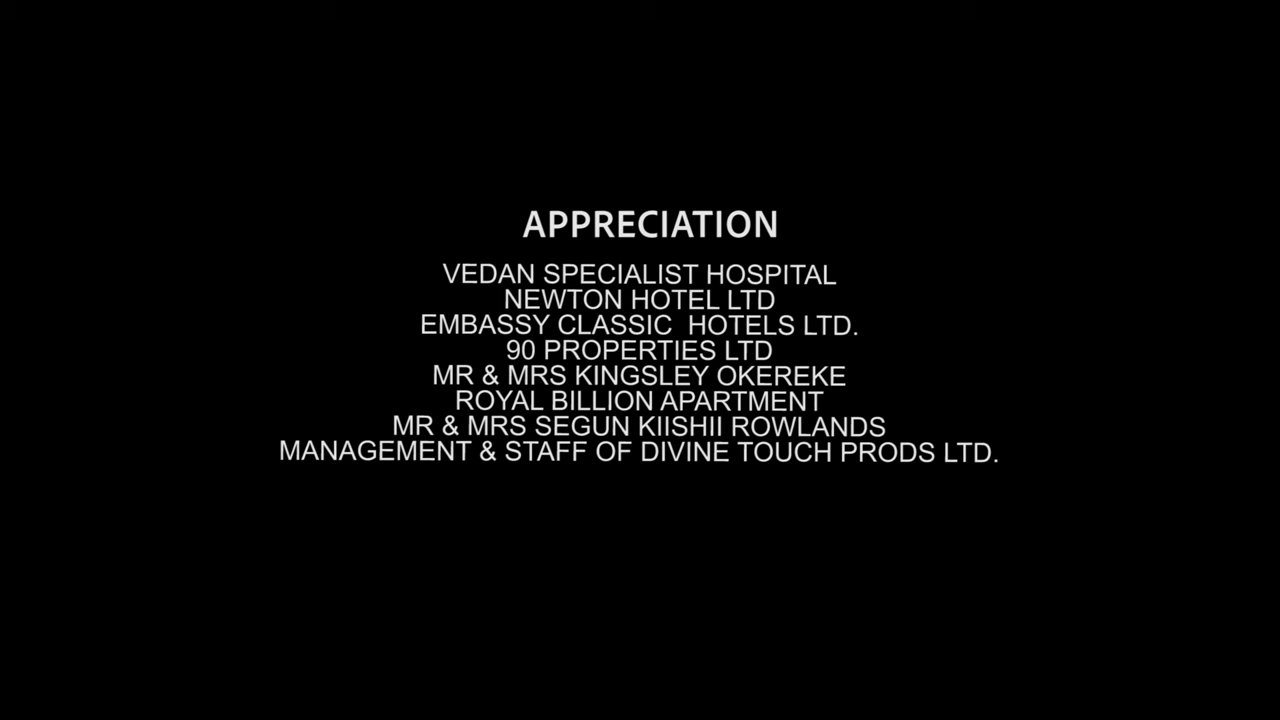 APPRECIATION
VEDAN SPECIALIST HOSPITAL
NEWTON HOTEL LTD
EMBASSY CLASSIC  HOTELS LTD.
90 PROPERTIES LTD
MR & MRS KINGSLEY OKEREKE
ROYAL BILLION APARTMENT
MR & MRS SEGUN KIISHII ROWLANDS
MANAGEMENT & STAFF OF DIVINE TOUCH PRODS LTD.